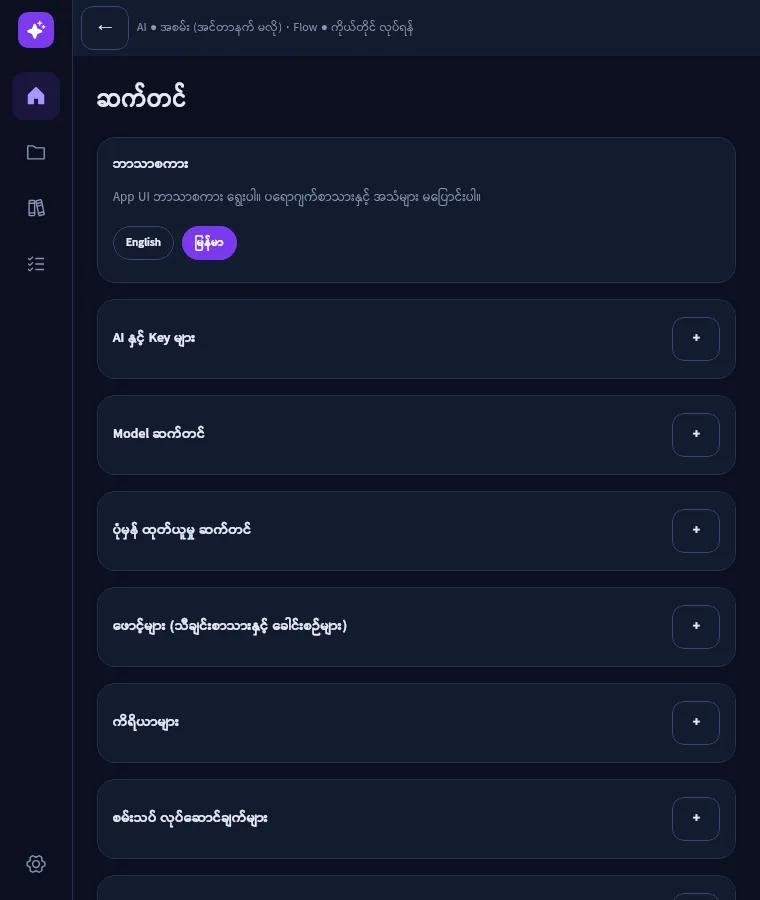 ← AI ● အစမ်း (အင်တာနက် မလို) · Flow ● ကိုယ်တိုင် လုပ်ရန်
ဆက်တင်
ဘာသာစကား
App UI ဘာသာစကား ရွေးပါ။ ပရောဂျက်စာသားနှင့် အသံများ မပြောင်းပါ။
English မြန်မာ
AI နှင့် Key များ +
Model ဆက်တင် +
ပုံမှန် ထုတ်ယူမှု ဆက်တင် +
ဖောင့်များ (သီချင်းစာသားနှင့် ခေါင်းစဉ်များ) +
ကိရိယာများ +
စမ်းသပ် လုပ်ဆောင်ချက်များ +